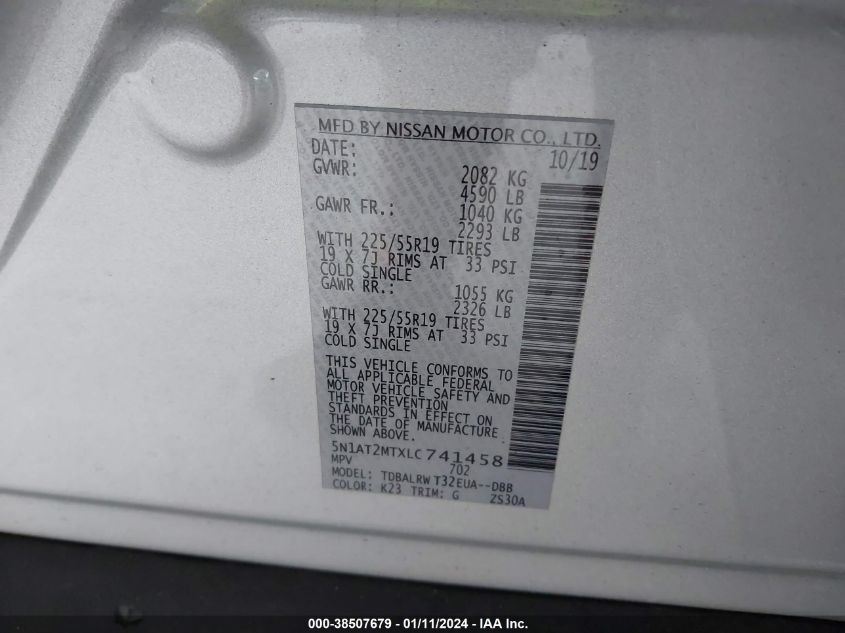 MFD BY NISSAN MOTOR CO., LTD.
DATE: 10/19
GVWR: 2082 KG
4590 LB
GAWR FR.: 1040 KG
2293 LB
WITH 225/55R19 TIRES
19 X 7J RIMS AT 33 PSI
COLD SINGLE
GAWR RR.: 1055 KG
2326 LB
WITH 225/55R19 TIRES
19 X 7J RIMS AT 33 PSI
COLD SINGLE
THIS VEHICLE CONFORMS TO
ALL APPLICABLE FEDERAL
MOTOR VEHICLE SAFETY AND
THEFT PREVENTION
STANDARDS IN EFFECT ON
THE DATE OF MANUFACTURE
SHOWN ABOVE.
5N1AT2MTXLC741458
MPV 702
MODEL: TDBALRW T32EUA--DBB
COLOR: K23 TRIM: G ZS30A
000-38507679 - 01/11/2024 - IAA Inc.